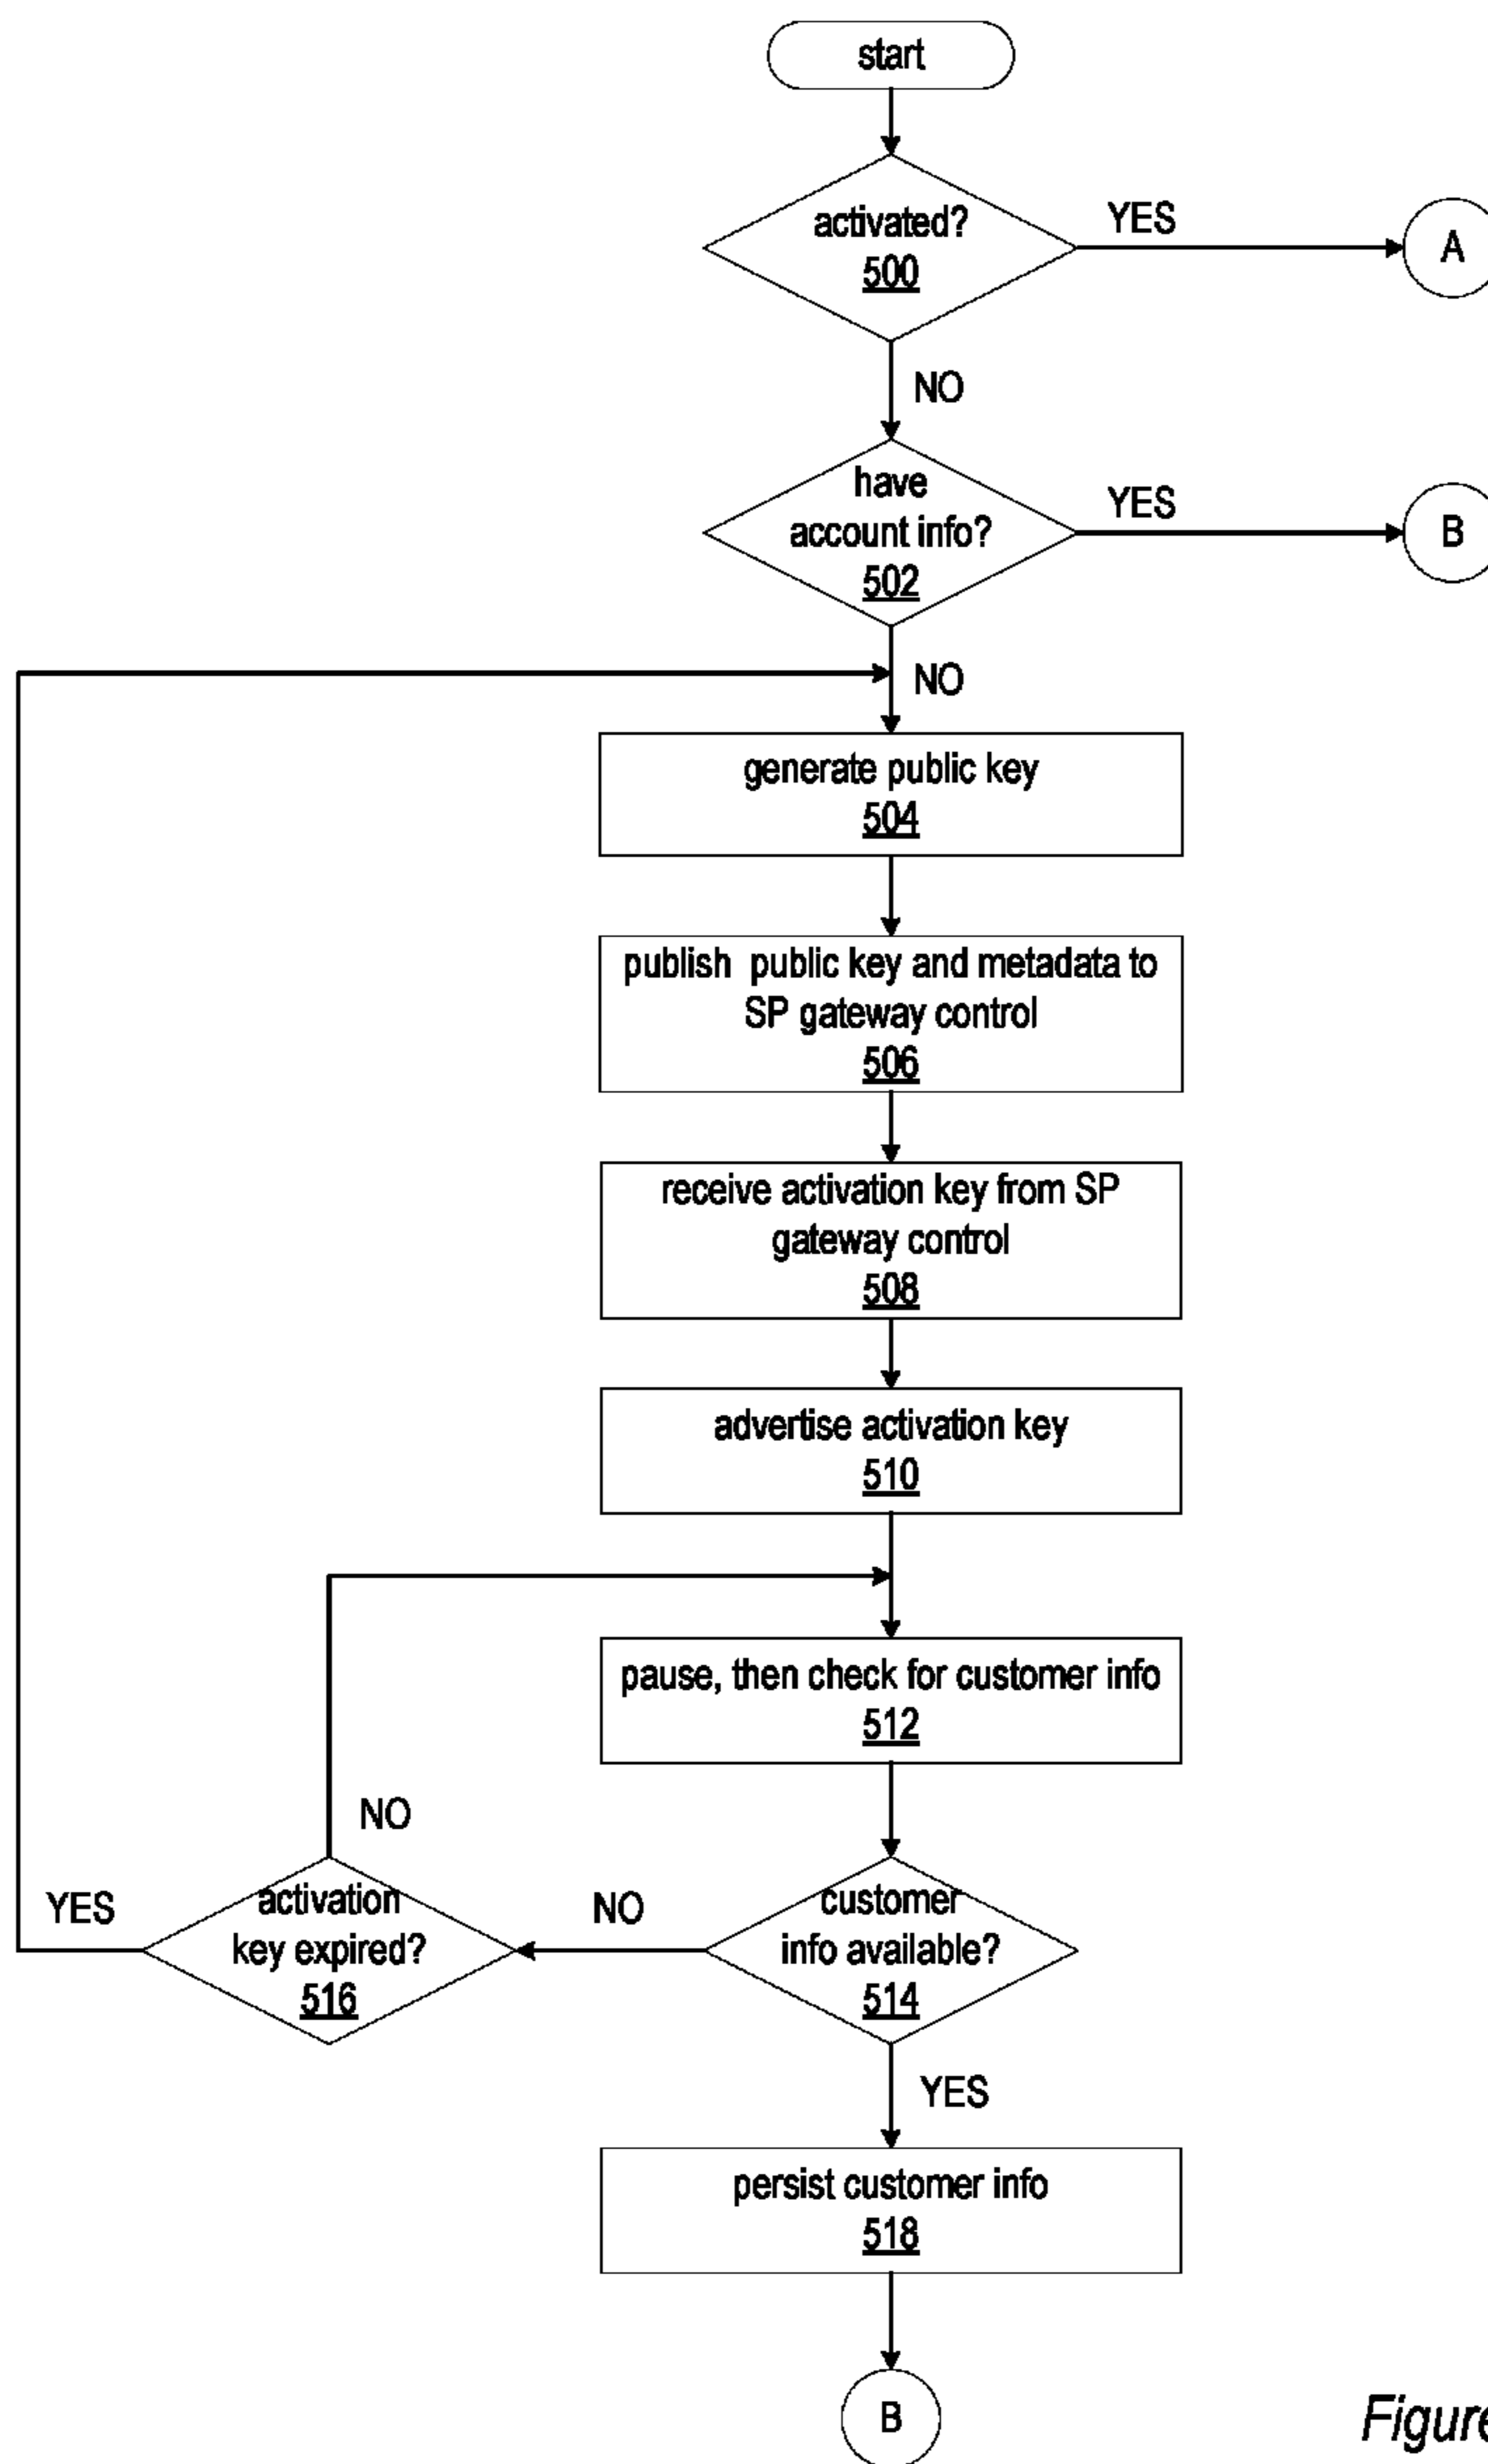 start
activated?
500
YES
A
NO
have
account info?
502
YES
B
NO
generate public key
504
publish public key and metadata to
SP gateway control
506
receive activation key from SP
gateway control
508
advertise activation key
510
pause, then check for customer info
512
NO
customer
info available?
514
NO
activation
key expired?
516
YES
YES
persist customer info
518
B
Figure